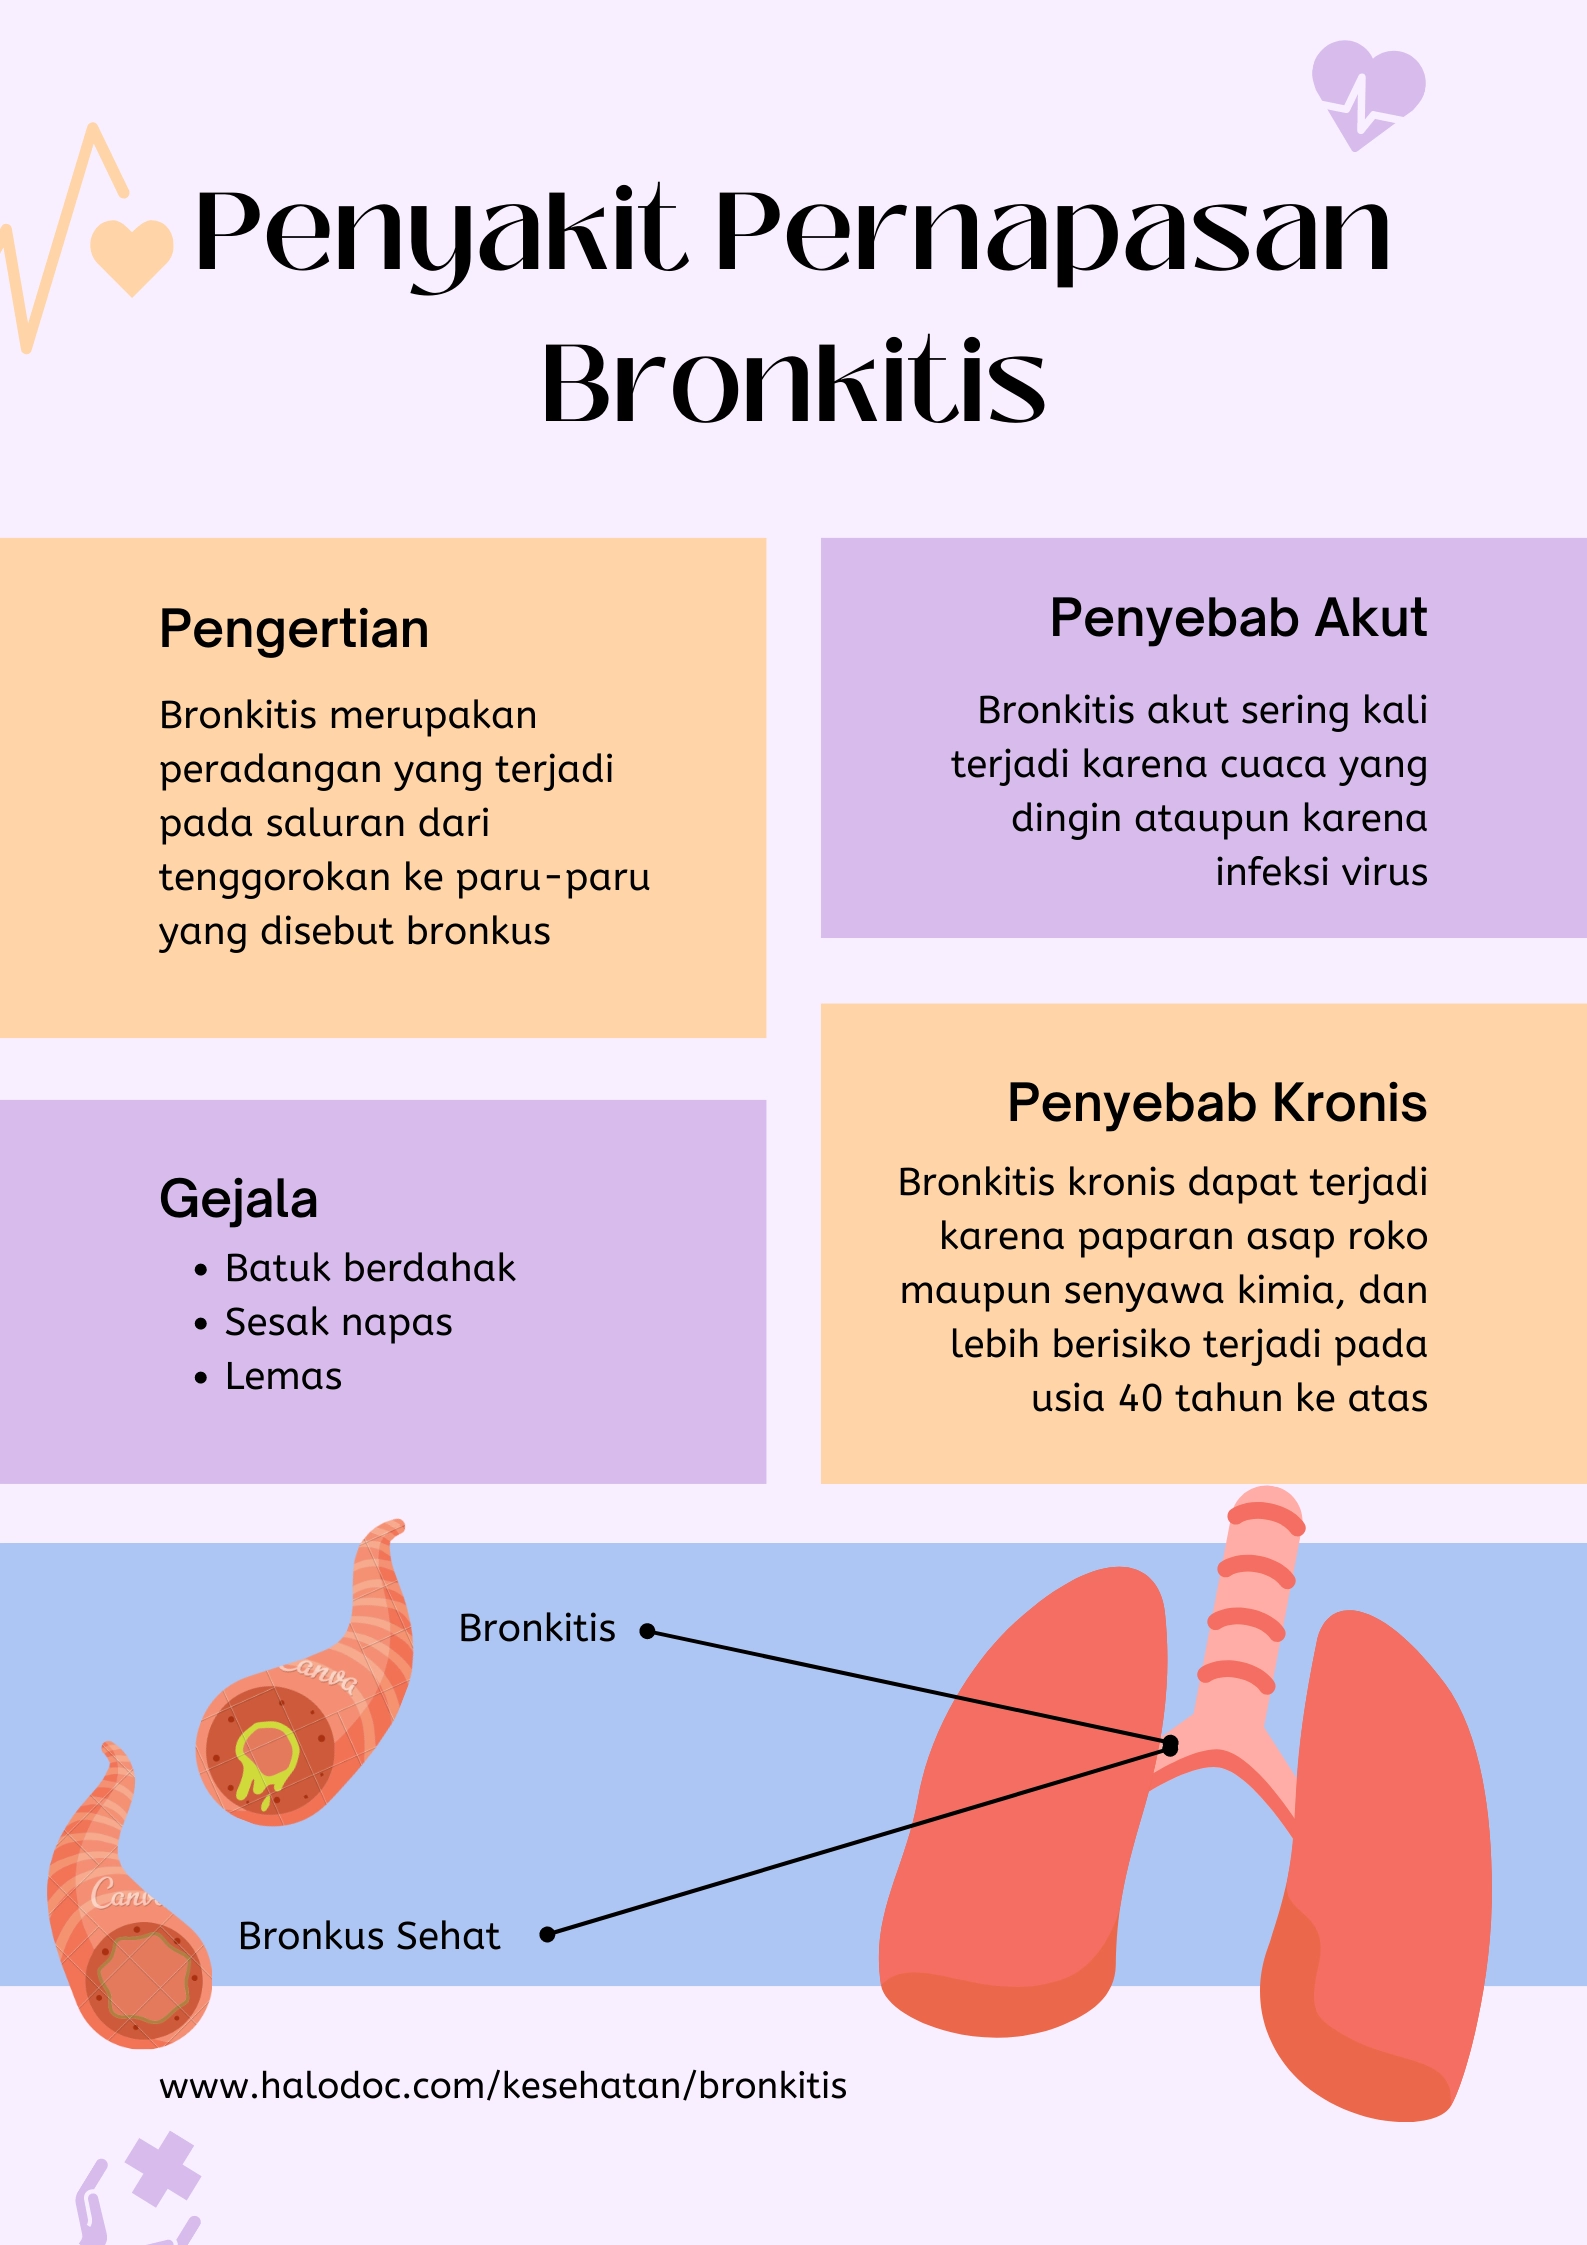 Penyakit Pernapasan
Bronkitis
Pengertian
Bronkitis merupakan
peradangan yang terjadi
pada saluran dari
tenggorokan ke paru-paru
yang disebut bronkus
Penyebab Akut
Bronkitis akut sering kali
terjadi karena cuaca yang
dingin ataupun karena
infeksi virus
Gejala
• Batuk berdahak
• Sesak napas
• Lemas
Penyebab Kronis
Bronkitis kronis dapat terjadi
karena paparan asap roko
maupun senyawa kimia, dan
lebih berisiko terjadi pada
usia 40 tahun ke atas
Bronkitis
Canva
Canva
Bronkus Sehat
www.halodoc.com/kesehatan/bronkitis